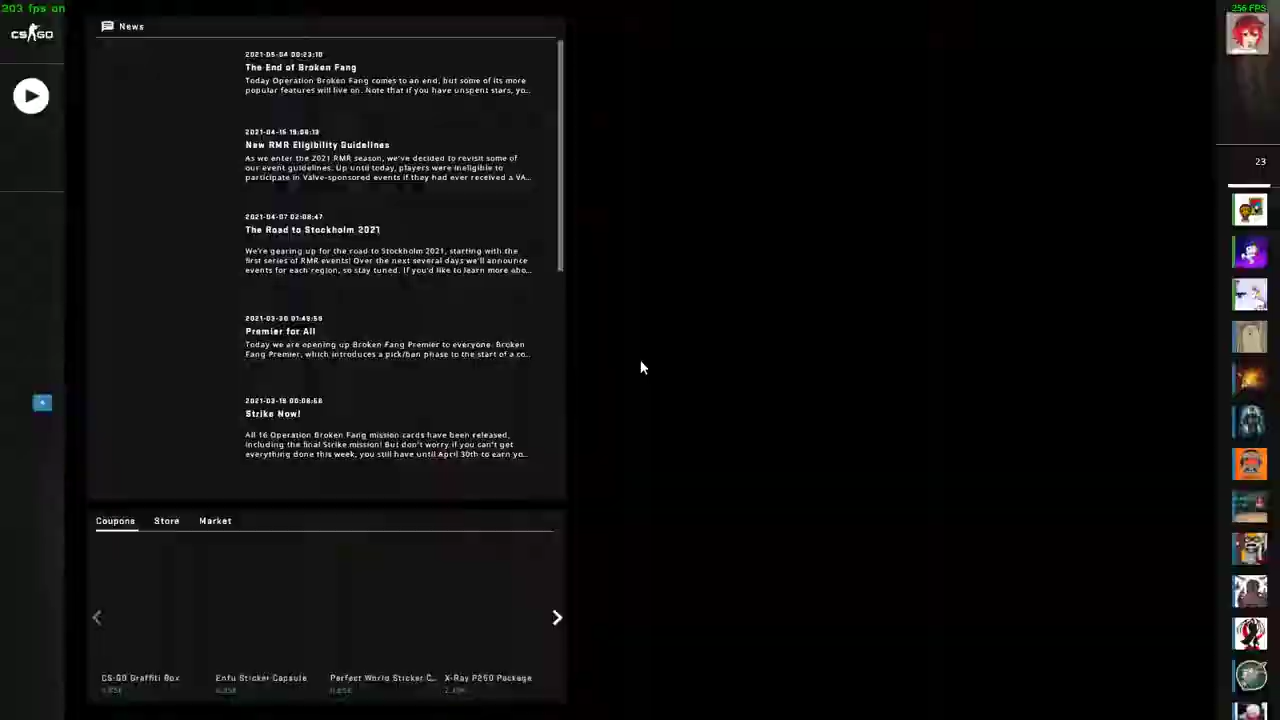 203 fps on
256 FPS
CS GO
News
2021-05-04 00:23:10
The End of Broken Fang
Today Operation Broken Fang comes to an end, but some of its more
popular features will live on. Note that if you have unspent stars, yo...
2021-04-15 19:08:13
New RMR Eligibility Guidelines
As we enter the 2021 RMR season, we've decided to revisit some of
our event guidelines. Up until today, players were ineligible to
participate in Valve-sponsored events if they had ever received a VA...
23
2021-04-07 02:08:47
The Road to Stockholm 2021
We're gearing up for the road to Stockholm 2021, starting with the
first series of RMR events! Over the next several days we'll announce
events for each region, so stay tuned. If you'd like to learn more abo...
2021-03-30 01:49:59
Premier for All
Today we are opening up Broken Fang Premier to everyone. Broken
Fang Premier, which introduces a pick/ban phase to the start of a co...
2021-03-19 00:08:58
Strike Now!
All 16 Operation Broken Fang mission cards have been released,
including the final Strike mission! But don't worry if you can't get
everything done this week, you still have until April 30th to earn yo...
Coupons Store Market
CS:GO Graffiti Box
Enfu Sticker Capsule
Perfect World Sticker C...
X-Ray P250 Package